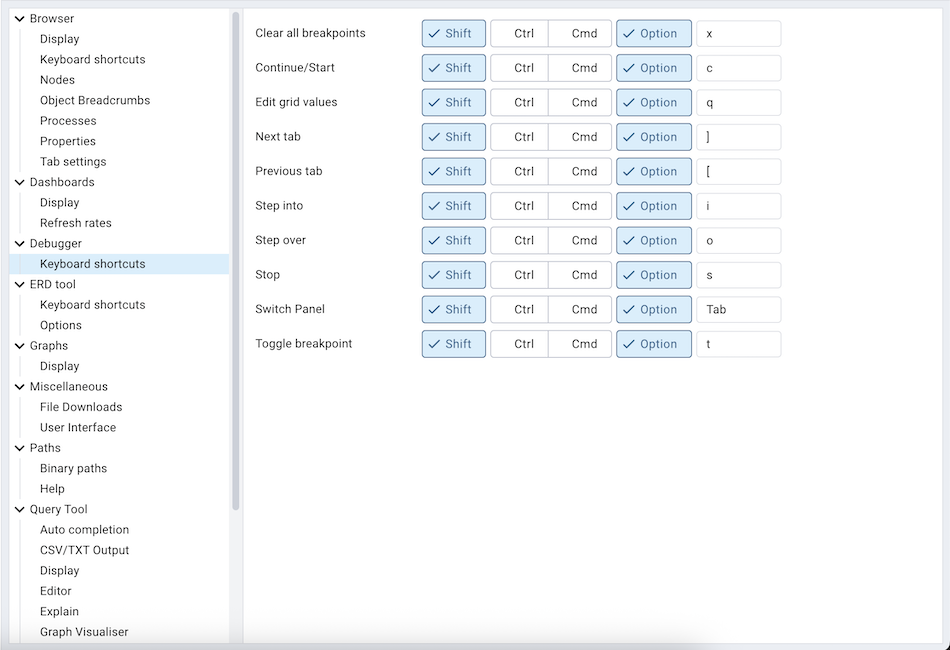 Browser
Display
Keyboard shortcuts
Nodes
Object Breadcrumbs
Processes
Properties
Tab settings
Dashboards
Display
Refresh rates
Debugger
Keyboard shortcuts
ERD tool
Keyboard shortcuts
Options
Graphs
Display
Miscellaneous
File Downloads
User Interface
Paths
Binary paths
Help
Query Tool
Auto completion
CSV/TXT Output
Display
Editor
Explain
Graph Visualiser
Clear all breakpoints Shift Ctrl Cmd Option x
Continue/Start Shift Ctrl Cmd Option c
Edit grid values Shift Ctrl Cmd Option q
Next tab Shift Ctrl Cmd Option ]
Previous tab Shift Ctrl Cmd Option [
Step into Shift Ctrl Cmd Option i
Step over Shift Ctrl Cmd Option o
Stop Shift Ctrl Cmd Option s
Switch Panel Shift Ctrl Cmd Option Tab
Toggle breakpoint Shift Ctrl Cmd Option t